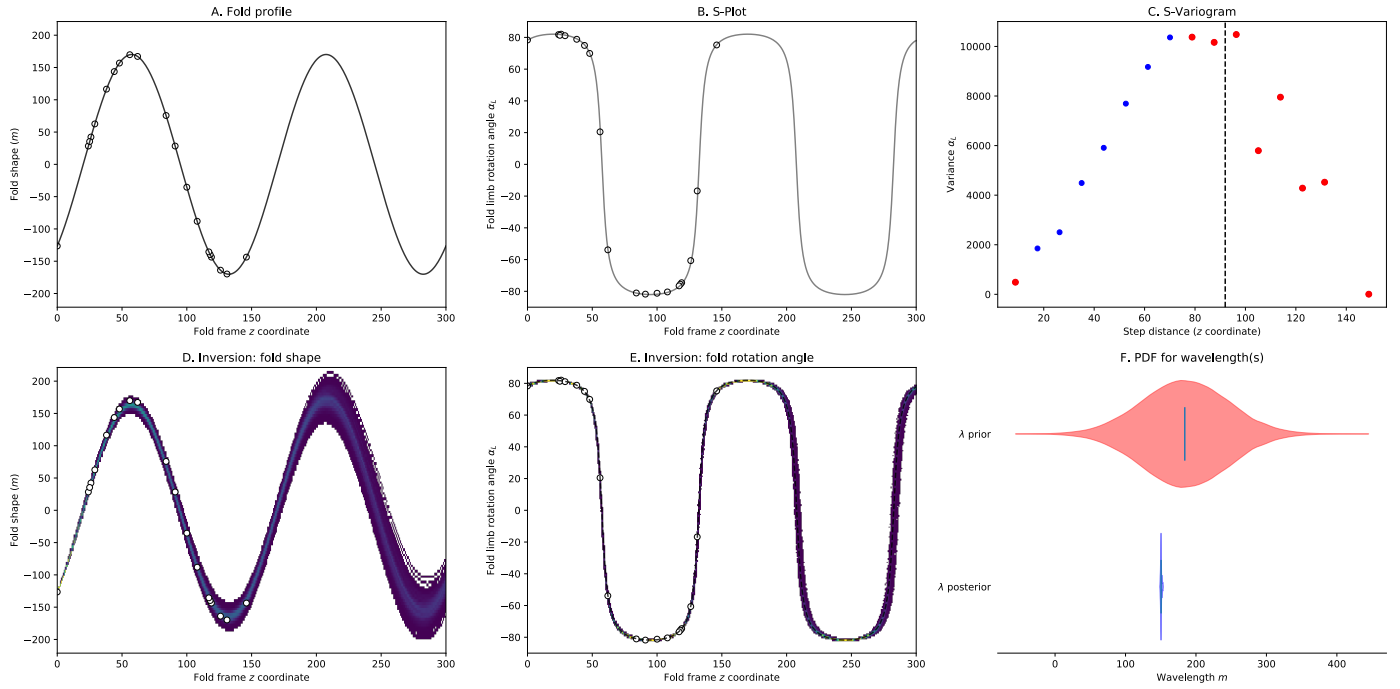 A. Fold profile
200
150
100
50
0
−50
−100
−150
−200
Fold shape (m)
0 50 100 150 200 250 300
Fold frame z coordinate
B. S-Plot
80
60
40
20
0
−20
−40
−60
−80
Fold limb rotation angle α_L
0 50 100 150 200 250 300
Fold frame z coordinate
C. S-Variogram
10000
8000
6000
4000
2000
0
Variance α_L
20 40 60 80 100 120 140
Step distance (z coordinate)
D. Inversion: fold shape
200
150
100
50
0
−50
−100
−150
−200
Fold shape (m)
0 50 100 150 200 250 300
Fold frame z coordinate
E. Inversion: fold rotation angle
80
60
40
20
0
−20
−40
−60
−80
Fold limb rotation angle α_L
0 50 100 150 200 250 300
Fold frame z coordinate
F. PDF for wavelength(s)
λ prior
λ posterior
0 100 200 300 400
Wavelength m